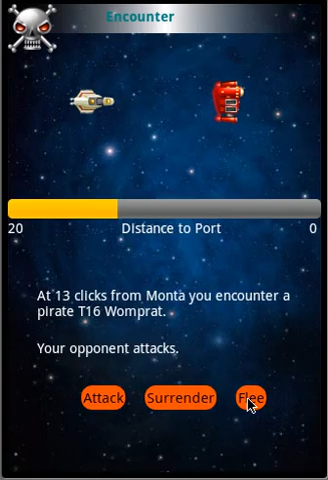 Encounter
20 Distance to Port 0
At 13 clicks from Monta you encounter a
pirate T16 Womprat.
Your opponent attacks.
Attack Surrender Flee